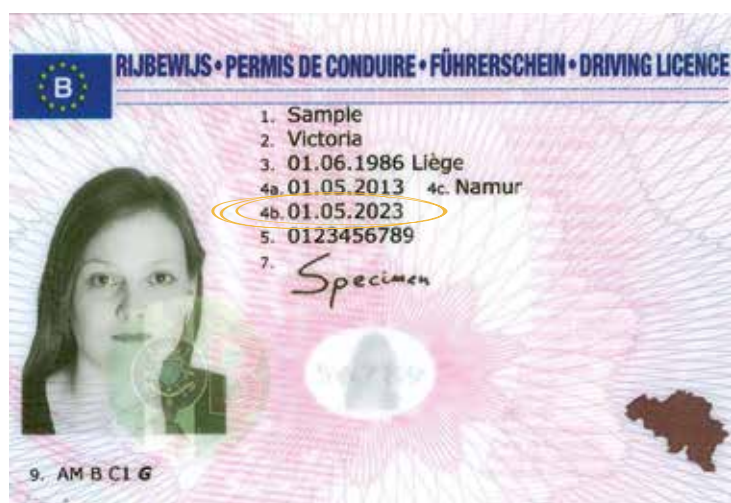 B
RIJBEWIJS • PERMIS DE CONDUIRE • FÜHRERSCHEIN • DRIVING LICENCE
1. Sample
2. Victoria
3. 01.06.1986 Liège
4a. 01.05.2013 4c. Namur
4b. 01.05.2023
5. 0123456789
7. Specimen
9. AM B C1 G